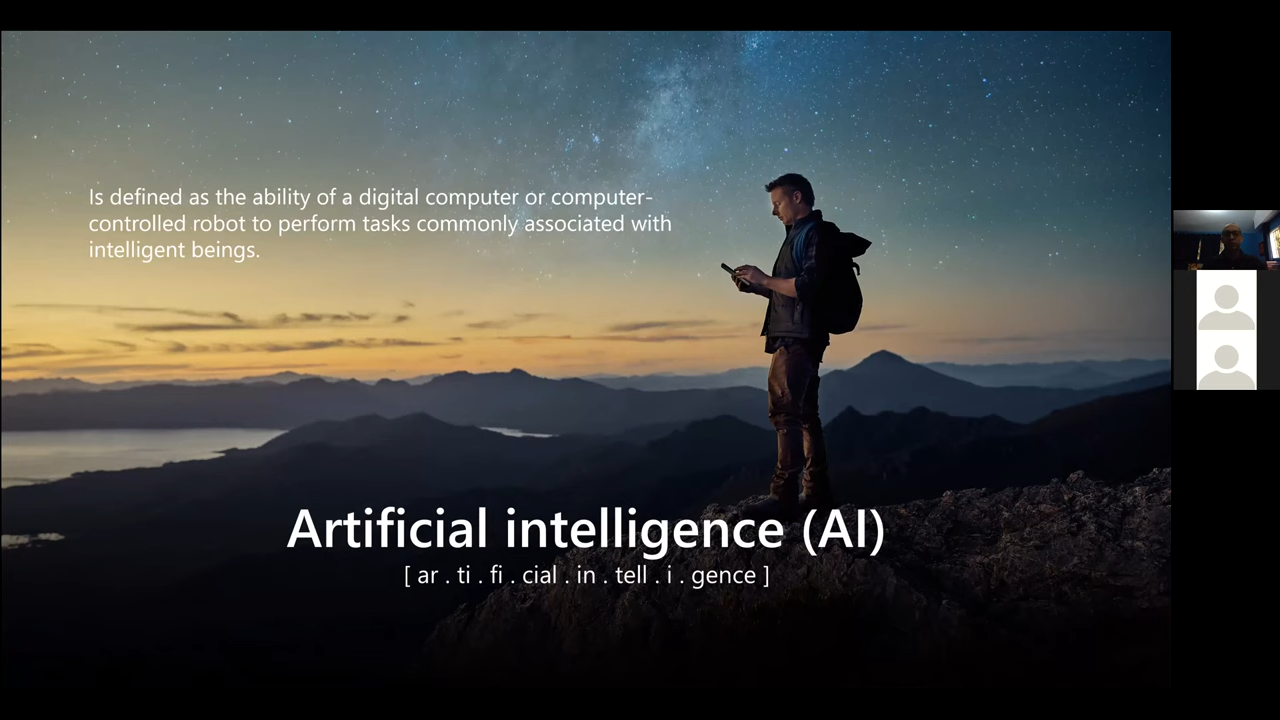 Is defined as the ability of a digital computer or computer-
controlled robot to perform tasks commonly associated with
intelligent beings.
Artificial intelligence (AI)
[ ar . ti . fi . cial . in . tell . i . gence ]